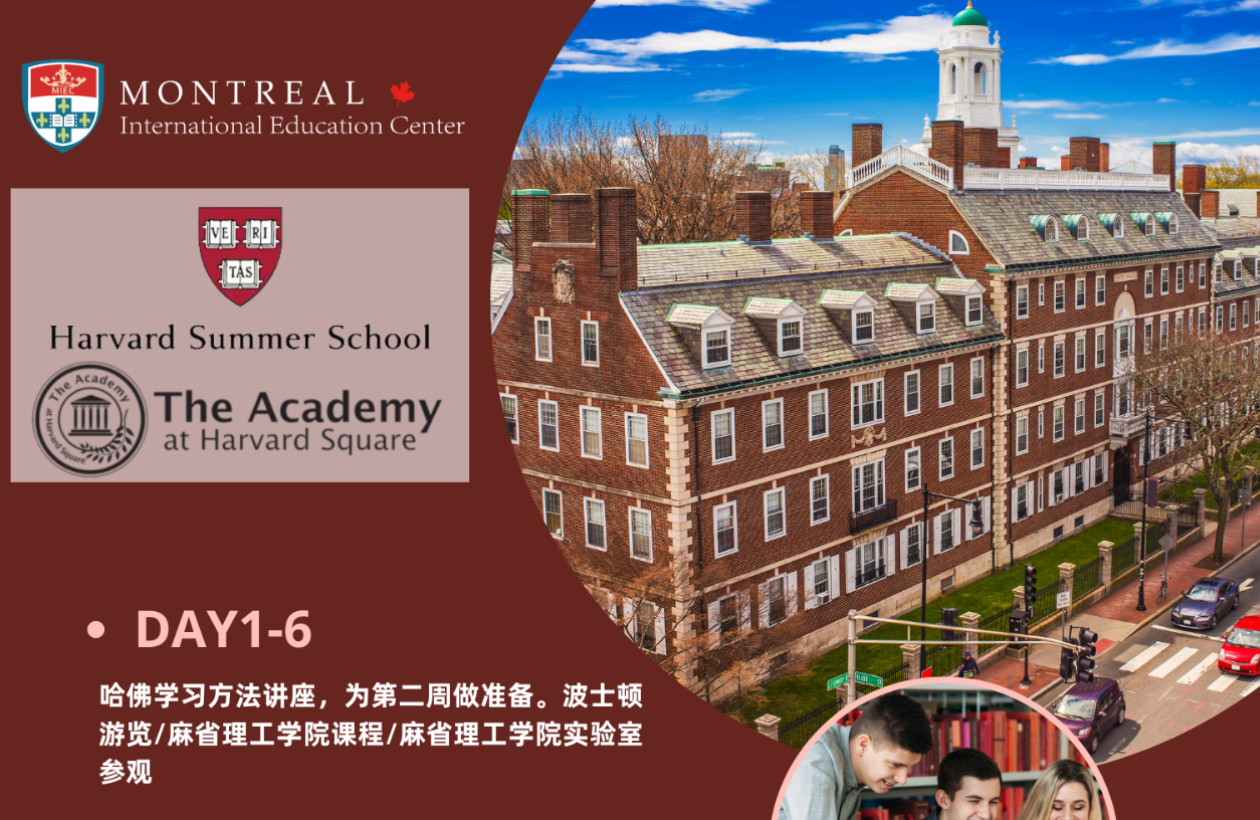 MIEC
MONTREAL
International Education Center
VE RI
TAS
Harvard Summer School
The Academy
at Harvard Square
The Academy
at Harvard Square
• DAY1-6
哈佛学习方法讲座，为第二周做准备。波士顿
游览/麻省理工学院课程/麻省理工学院实验室
参观